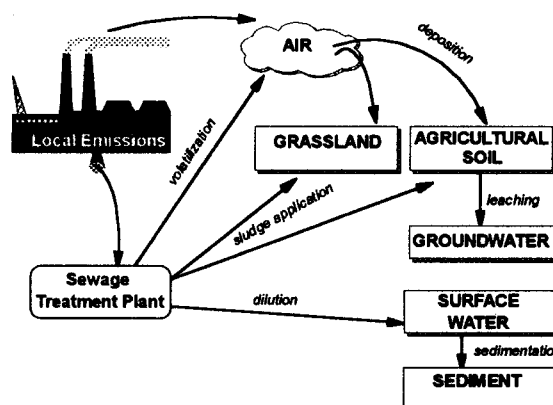 AIR
deposition
Local Emissions
volatilization
GRASSLAND
AGRICULTURAL
SOIL
sludge application
leaching
GROUNDWATER
Sewage
Treatment Plant
dilution
SURFACE
WATER
sedimentation
SEDIMENT